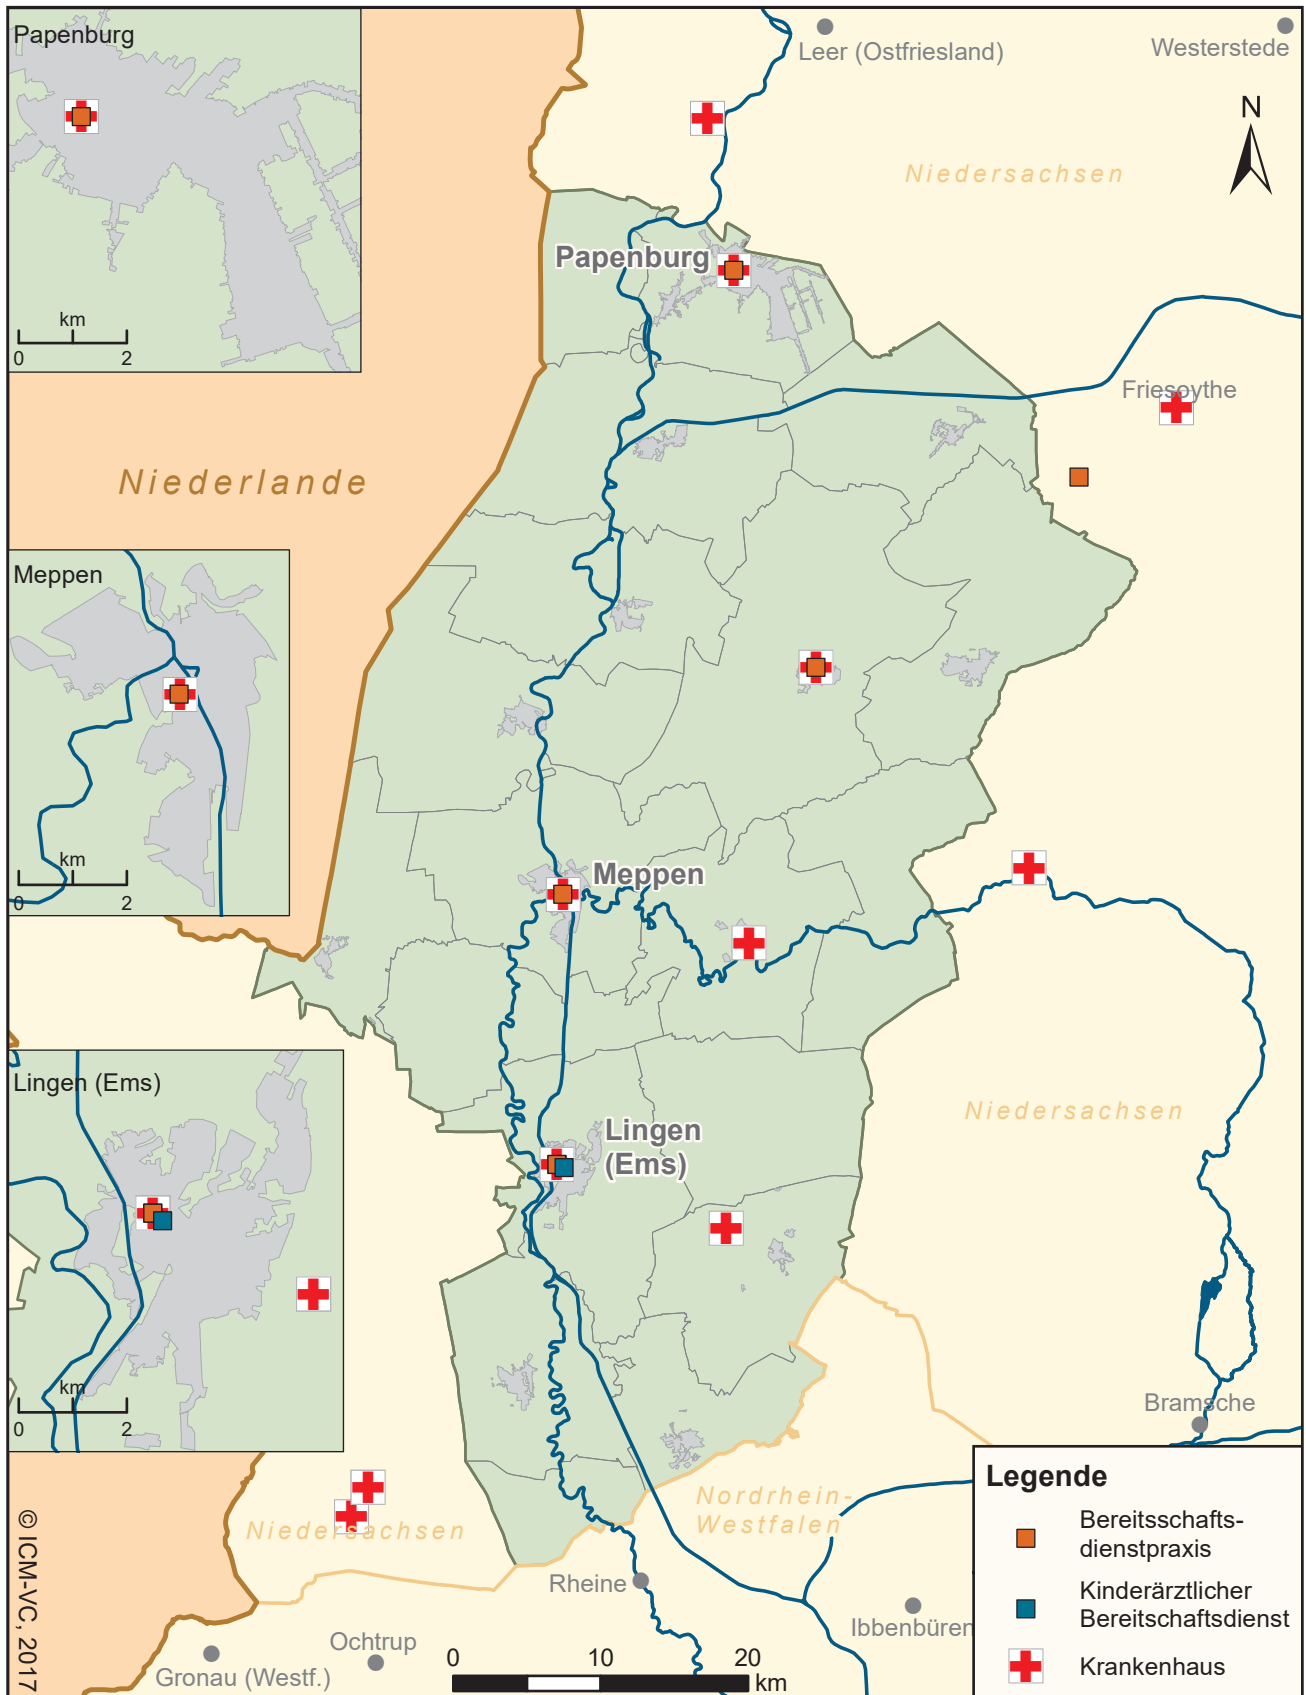 Papenburg
km
0 2
Leer (Ostfriesland)
Westerstede
N
Niedersachsen
Papenburg
Friesoythe
Niederlande
Meppen
km
0 2
Meppen
Lingen (Ems)
km
0 2
Lingen
(Ems)
Niedersachsen
Bramsche
Niedersachsen
Nordrhein-
Westfalen
Rheine
Ibbenbüren
Ochtrup
Gronau (Westf.)
0 10 20
km
© ICM-VC, 2017
Legende
Bereitsschafts-
dienstpraxis
Kinderärztlicher
Bereitschaftsdienst
Krankenhaus